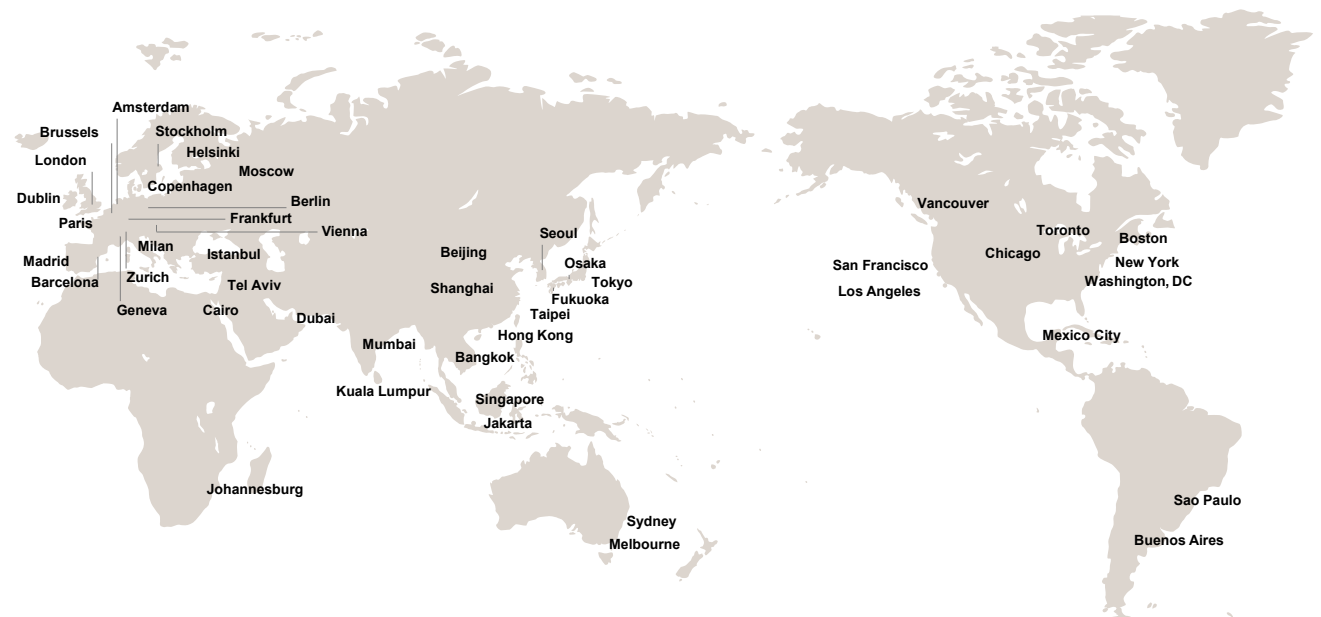 Amsterdam
Brussels
Stockholm
London
Helsinki
Moscow
Copenhagen
Dublin
Berlin
Paris
Frankfurt
Vienna
Milan
Istanbul
Madrid
Barcelona
Zurich
Tel Aviv
Geneva
Cairo
Dubai
Johannesburg
Beijing
Seoul
Osaka
Tokyo
Shanghai
Fukuoka
Taipei
Hong Kong
Mumbai
Bangkok
Kuala Lumpur
Singapore
Jakarta
Sydney
Melbourne
Vancouver
Toronto
Boston
Chicago
New York
San Francisco
Washington, DC
Los Angeles
Mexico City
Sao Paulo
Buenos Aires